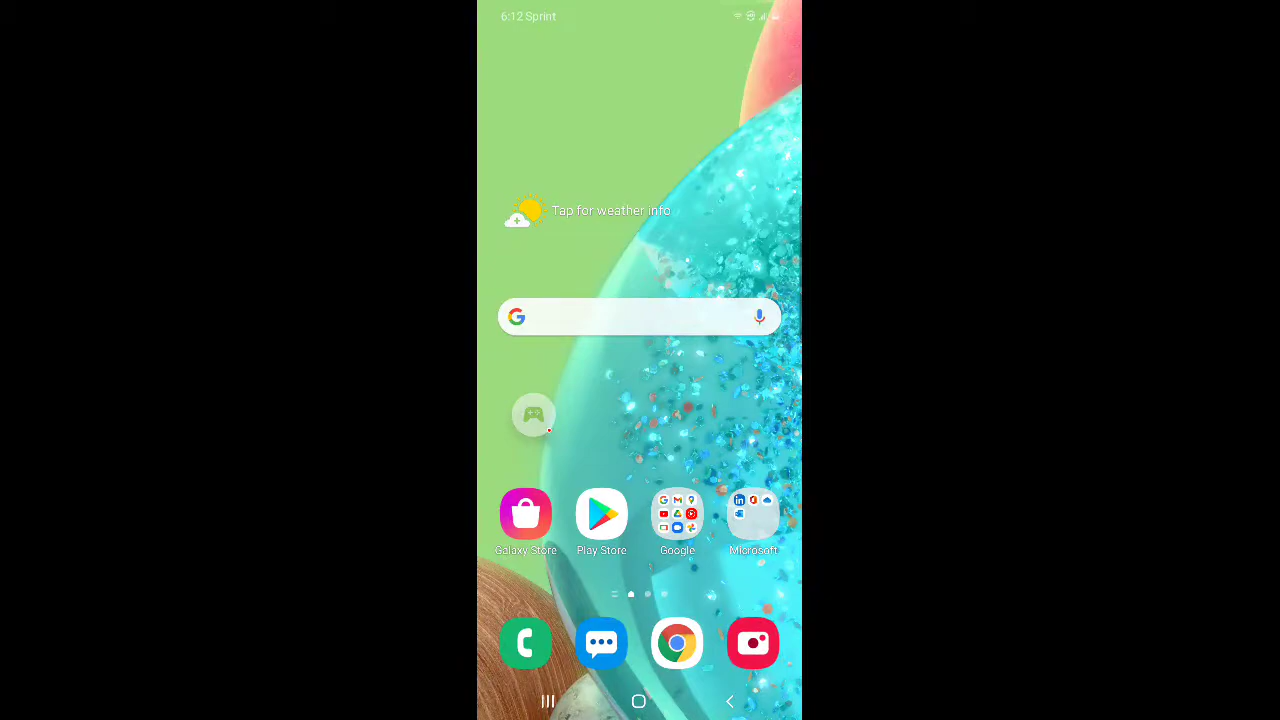 6:12 Sprint
Tap for weather info
Galaxy Store
Play Store
Google
Microsoft